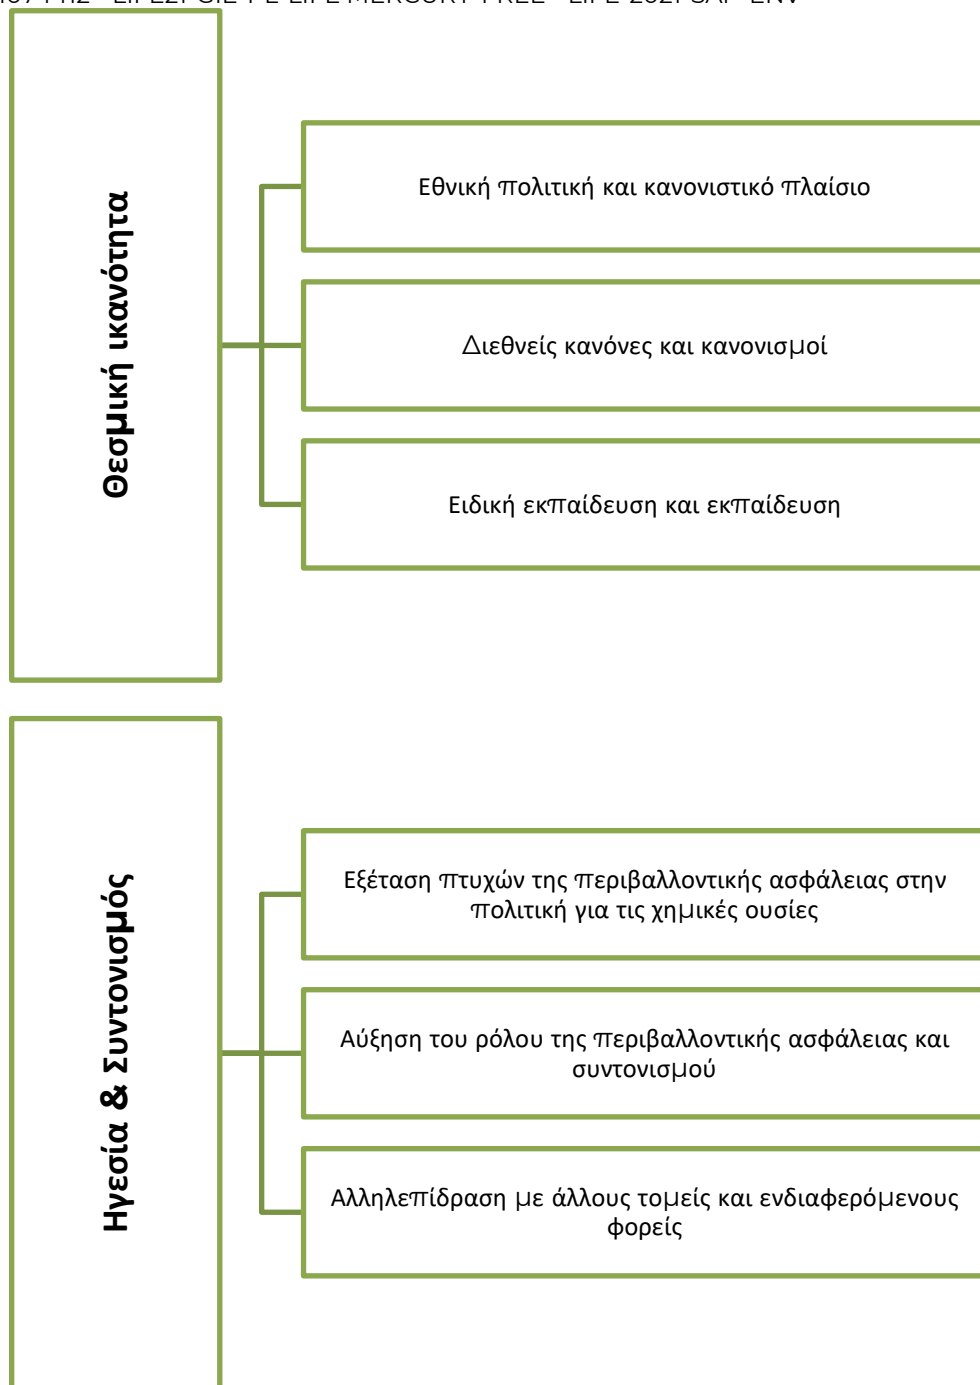 Θεσμική ικανότητα
Εθνική πολιτική και κανονιστικό πλαίσιο
Διεθνείς κανόνες και κανονισμοί
Ειδική εκπαίδευση και εκπαίδευση
Ηγεσία & Συντονισμός
Εξέταση πτυχών της περιβαλλοντικής ασφάλειας στην
πολιτική για τις χημικές ουσίες
Αύξηση του ρόλου της περιβαλλοντικής ασφάλειας και
συντονισμού
Αλληλεπίδραση με άλλους τομείς και ενδιαφερόμενους
φορείς